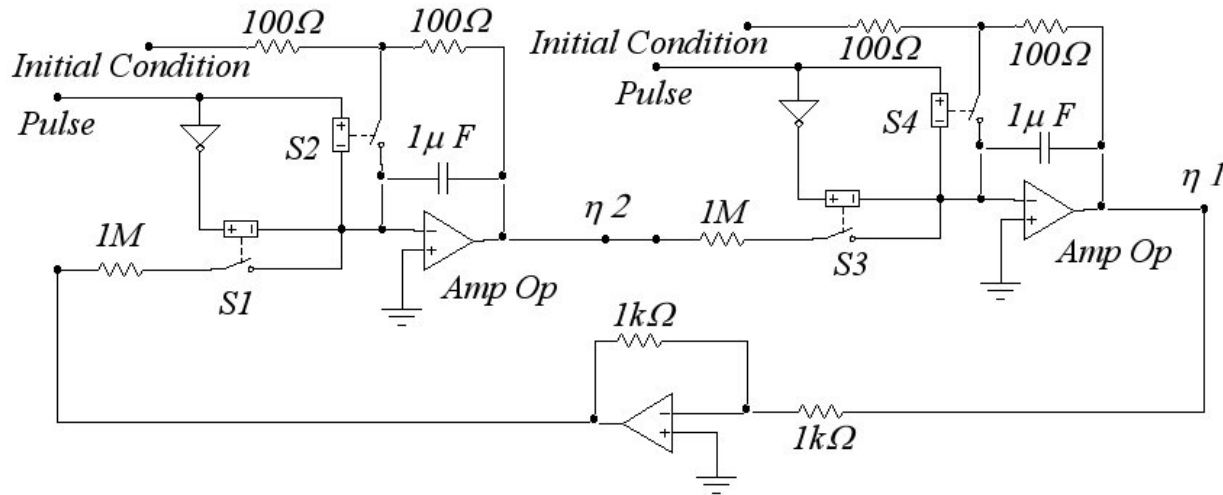 100Ω
100Ω
Initial Condition
Pulse
S2
1μ F
1M
S1
Amp Op
η 2
100Ω
100Ω
Initial Condition
Pulse
S4
1μ F
1M
S3
Amp Op
η 1
1kΩ
1kΩ